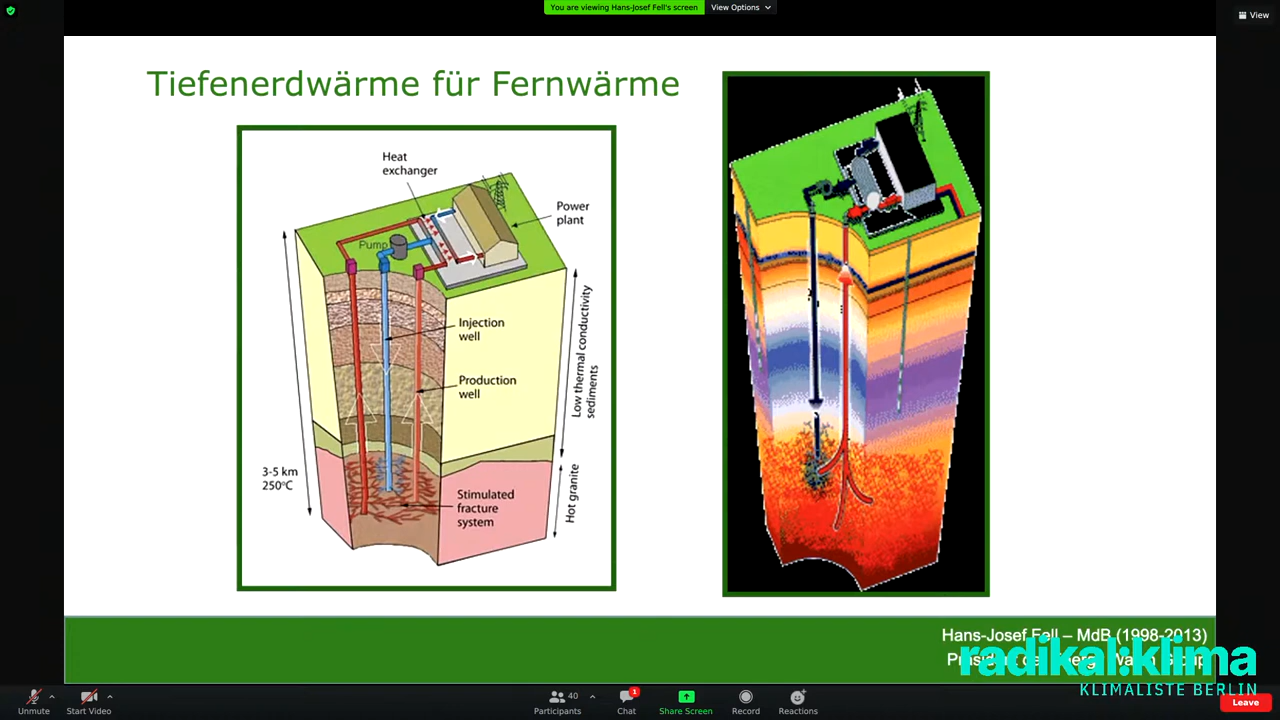 You are viewing Hans-Josef Fell's screen
View Options
View
Tiefenerdwärme für Fernwärme
Heat
exchanger
Power
plant
Pump
Injection
well
Production
well
Low thermal conductivity
sediments
3-5 km
250°C
Stimulated
fracture
system
Hot granite
Hans-Josef Fell – MdB (1998-2013)
radikal:klima
KLIMALISTE BERLIN
Unmute
Start Video
Participants
40
Chat
1
Share Screen
Record
Reactions
Leave